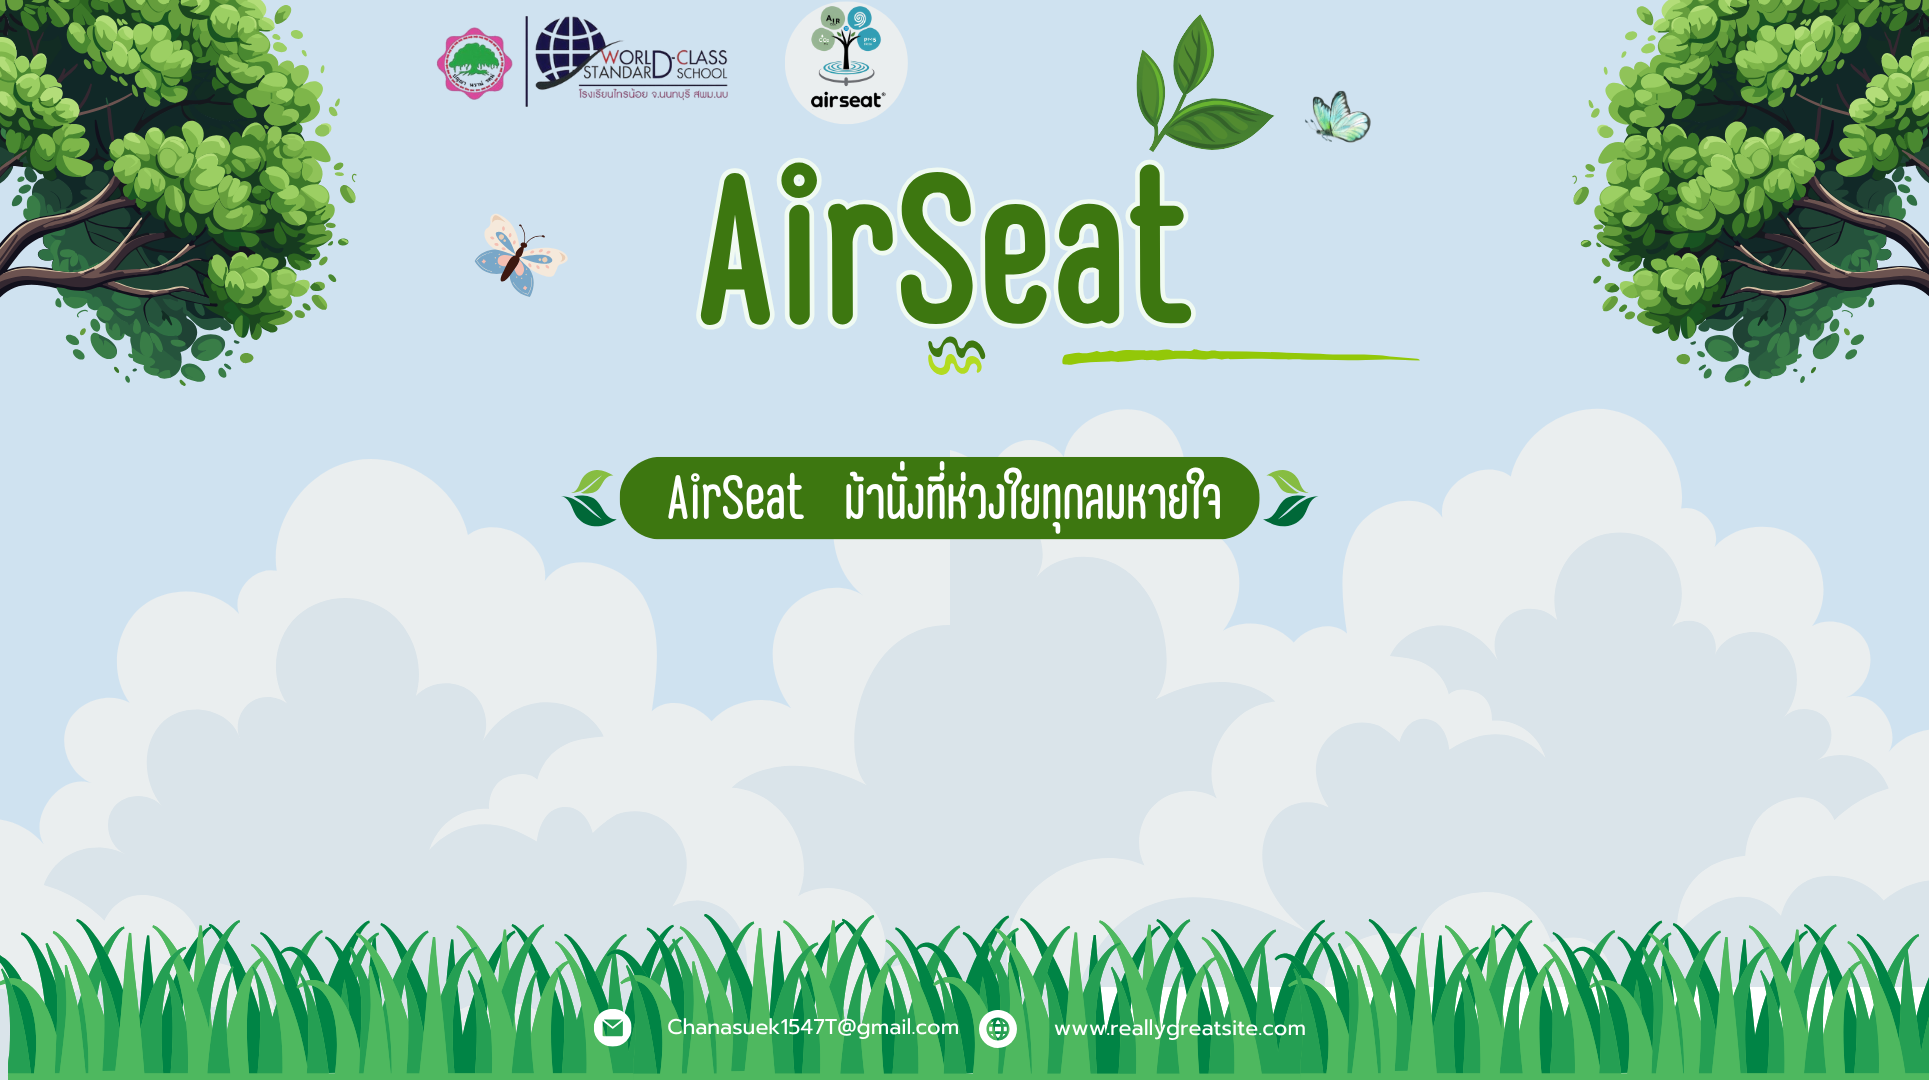 WORLD-CLASS
STANDARD SCHOOL
โรงเรียนไทรน้อย จ.นนทบุรี สพม.นบ
AIR
airseat®
AirSeat
AirSeat ม้านั่งที่ห่วงใยทุกลมหายใจ
Chanasuek1547T@gmail.com
www.reallygreatsite.com